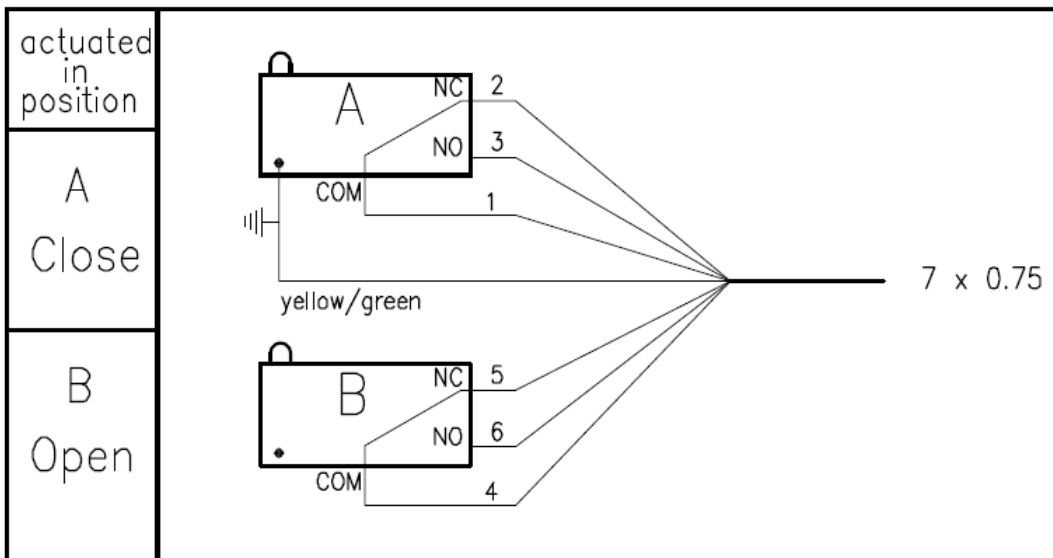 actuated
in
position
A
Close
B
Open
A
NC
2
NO
3
COM
1
yellow/green
7 x 0.75
B
NC
5
NO
6
COM
4